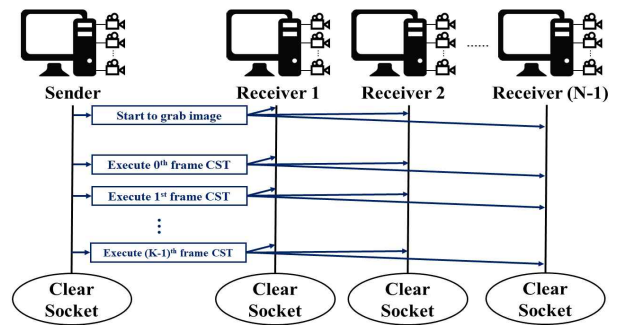 Sender
Receiver 1
Receiver 2
Receiver (N-1)
Start to grab image
Execute 0th frame CST
Execute 1st frame CST
Execute (K-1)th frame CST
Clear
Socket
Clear
Socket
Clear
Socket
Clear
Socket